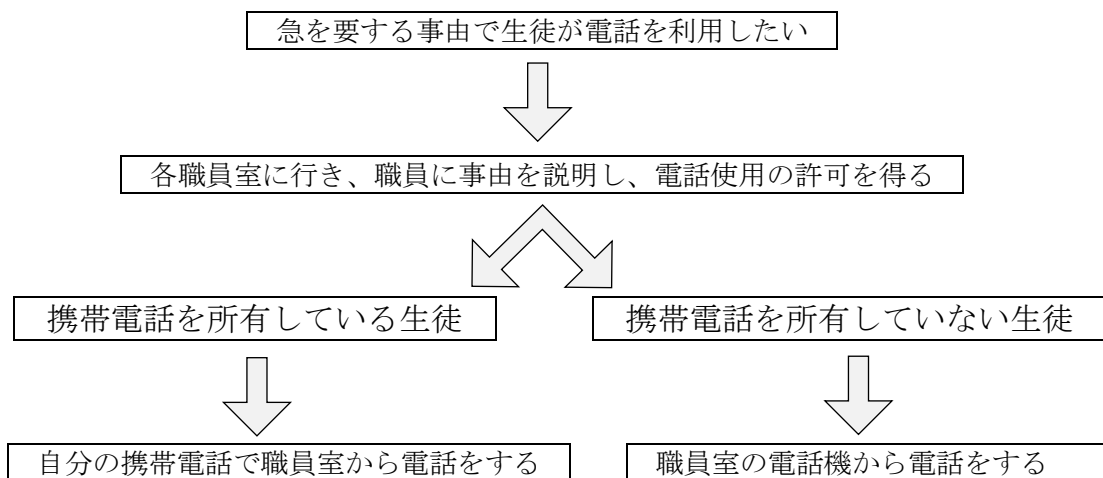 急を要する事由で生徒が電話を利用したい
各職員室に行き、職員に事由を説明し、電話使用の許可を得る
携帯電話を所有している生徒
携帯電話を所有していない生徒
自分の携帯電話で職員室から電話をする
職員室の電話機から電話をする